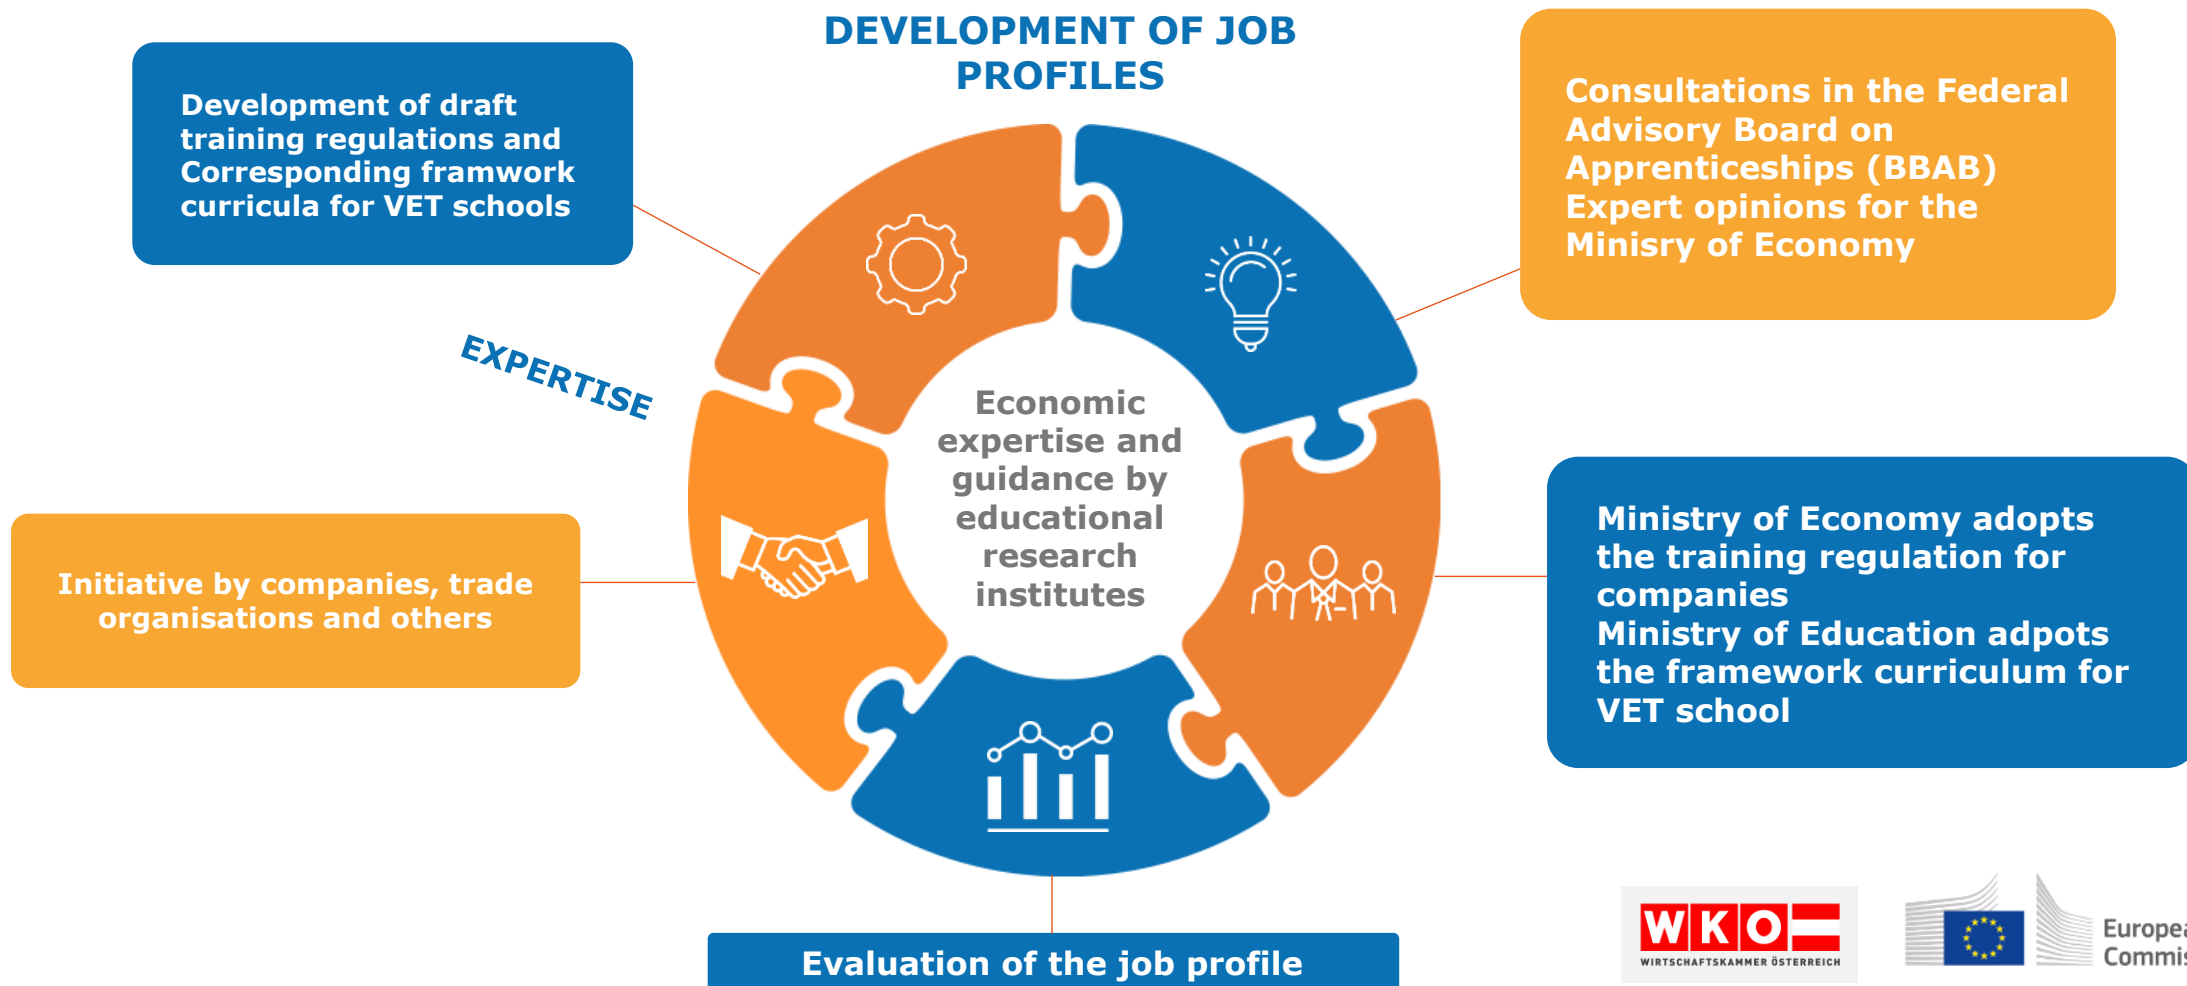 DEVELOPMENT OF JOB
PROFILES
Development of draft
training regulations and
Corresponding framwork
curricula for VET schools
Consultations in the Federal
Advisory Board on
Apprenticeships (BBAB)
Expert opinions for the
Minisry of Economy
EXPERTISE
Economic
expertise and
guidance by
educational
research
institutes
Initiative by companies, trade
organisations and others
Ministry of Economy adopts
the training regulation for
companies
Ministry of Education adpots
the framework curriculum for
VET school
Evaluation of the job profile
WKO
WIRTSCHAFTSKAMMER ÖSTERREICH
Europea
Commis